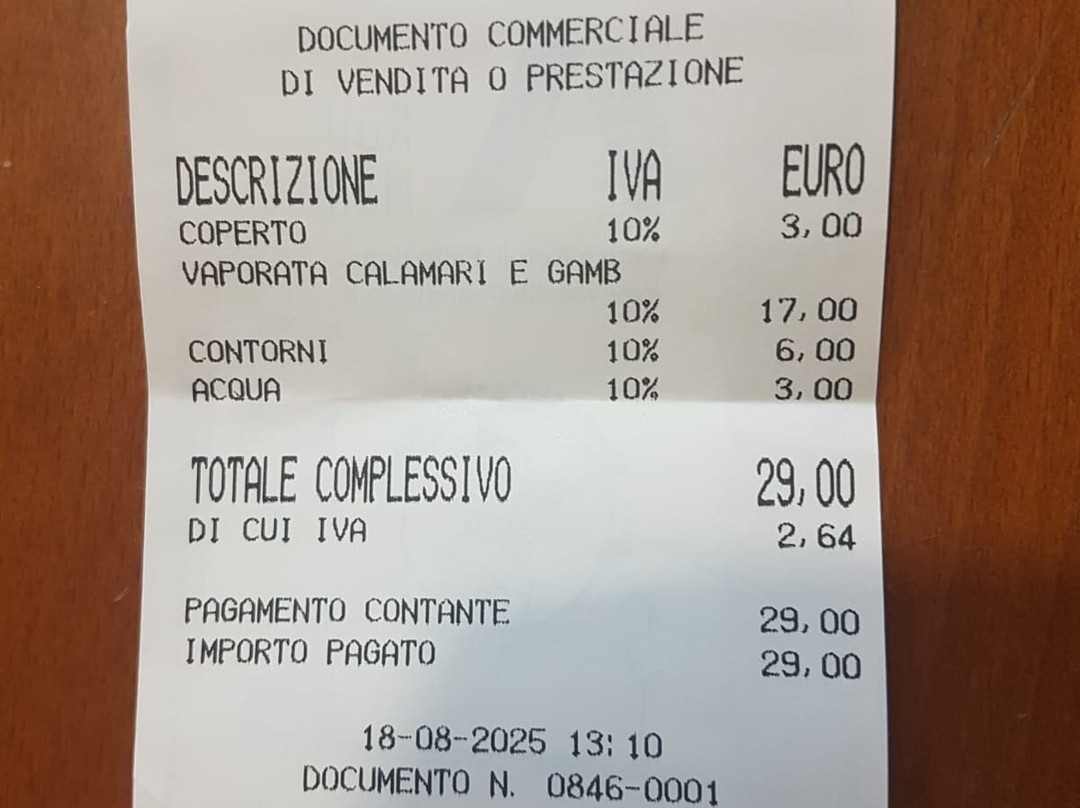 DOCUMENTO COMMERCIALE
DI VENDITA O PRESTAZIONE
DESCRIZIONE IVA EURO
COPERTO 10% 3,00
VAPORATA CALAMARI E GAMB
10% 17,00
CONTORNI 10% 6,00
ACQUA 10% 3,00
TOTALE COMPLESSIVO 29,00
DI CUI IVA 2,64
PAGAMENTO CONTANTE 29,00
IMPORTO PAGATO 29,00
18-08-2025 13:10
DOCUMENTO N. 0846-0001